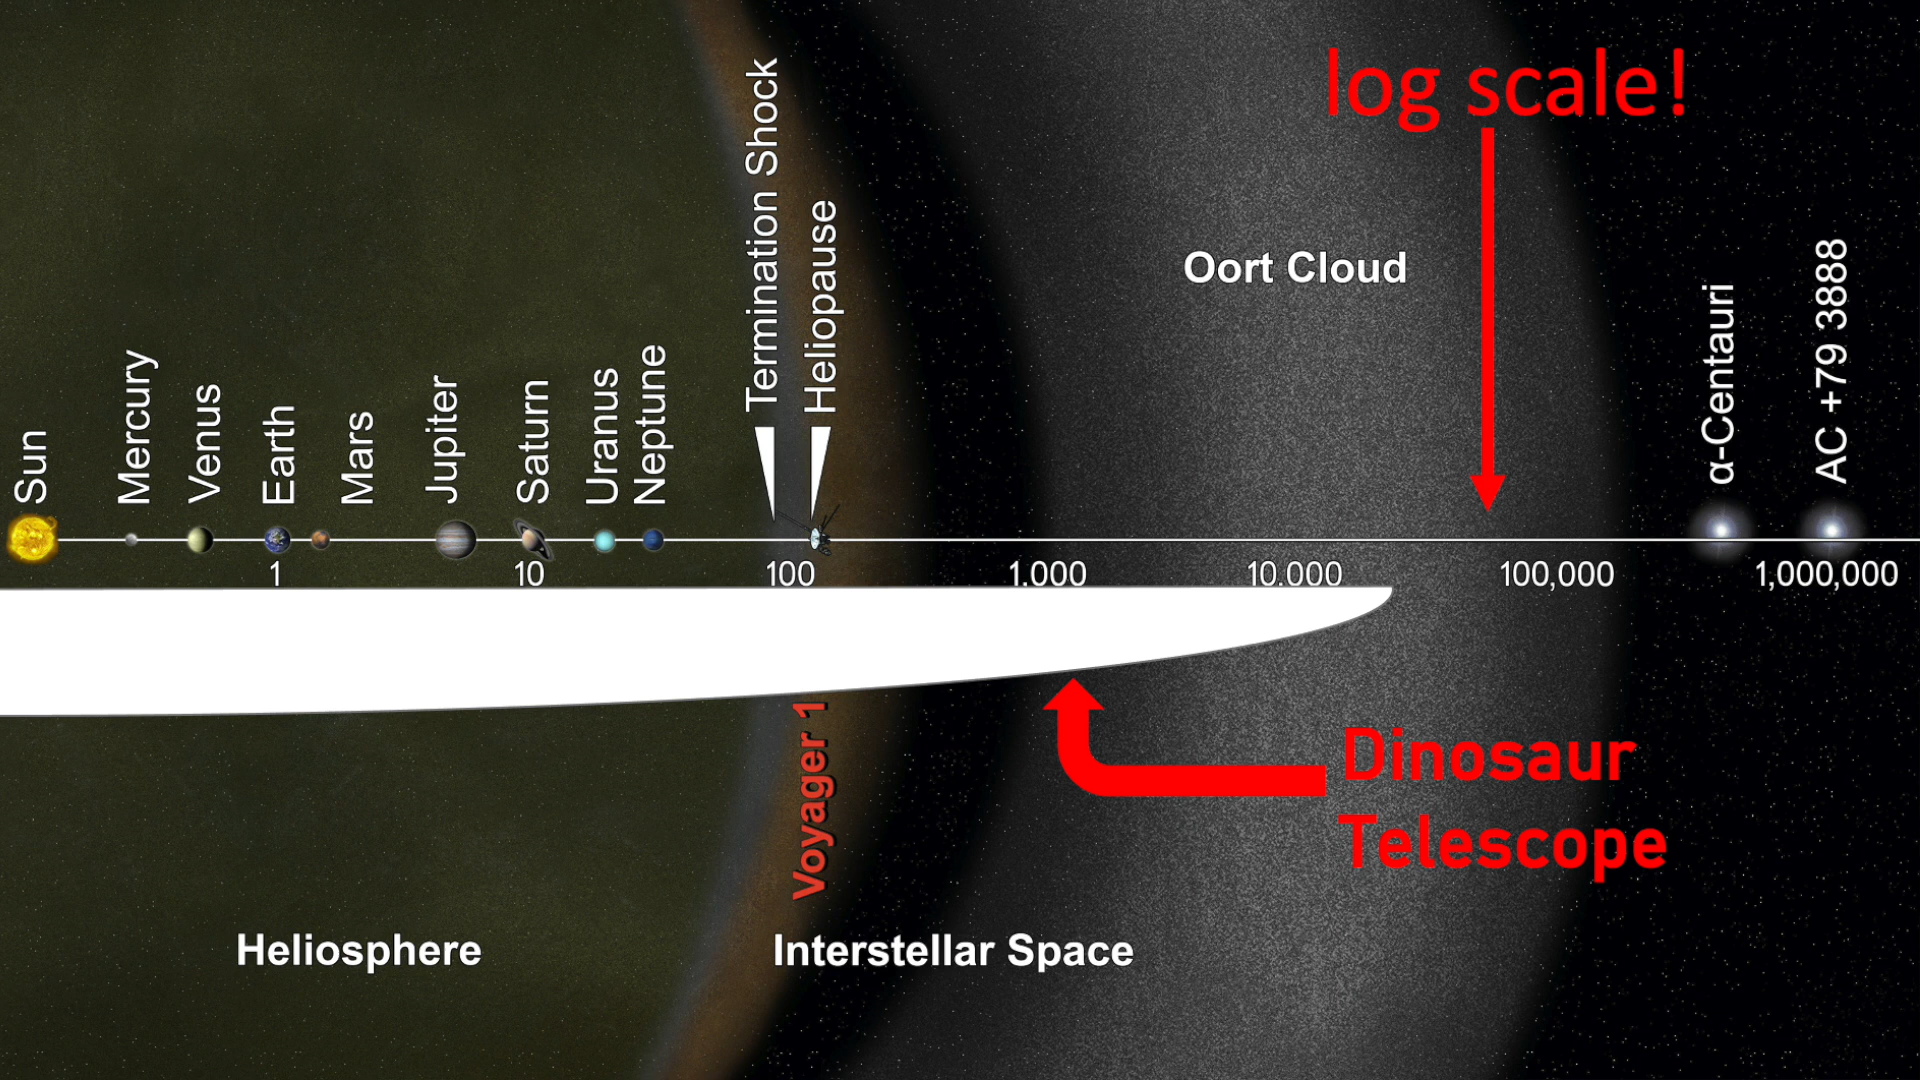 log scale!
Termination Shock
Heliopause
Oort Cloud
Sun
Mercury
Venus
Earth
Mars
Jupiter
Saturn
Uranus
Neptune
α-Centauri
AC +79 3888
1
10
100
1,000
10,000
100,000
1,000,000
Voyager 1
Dinosaur
Telescope
Heliosphere
Interstellar Space